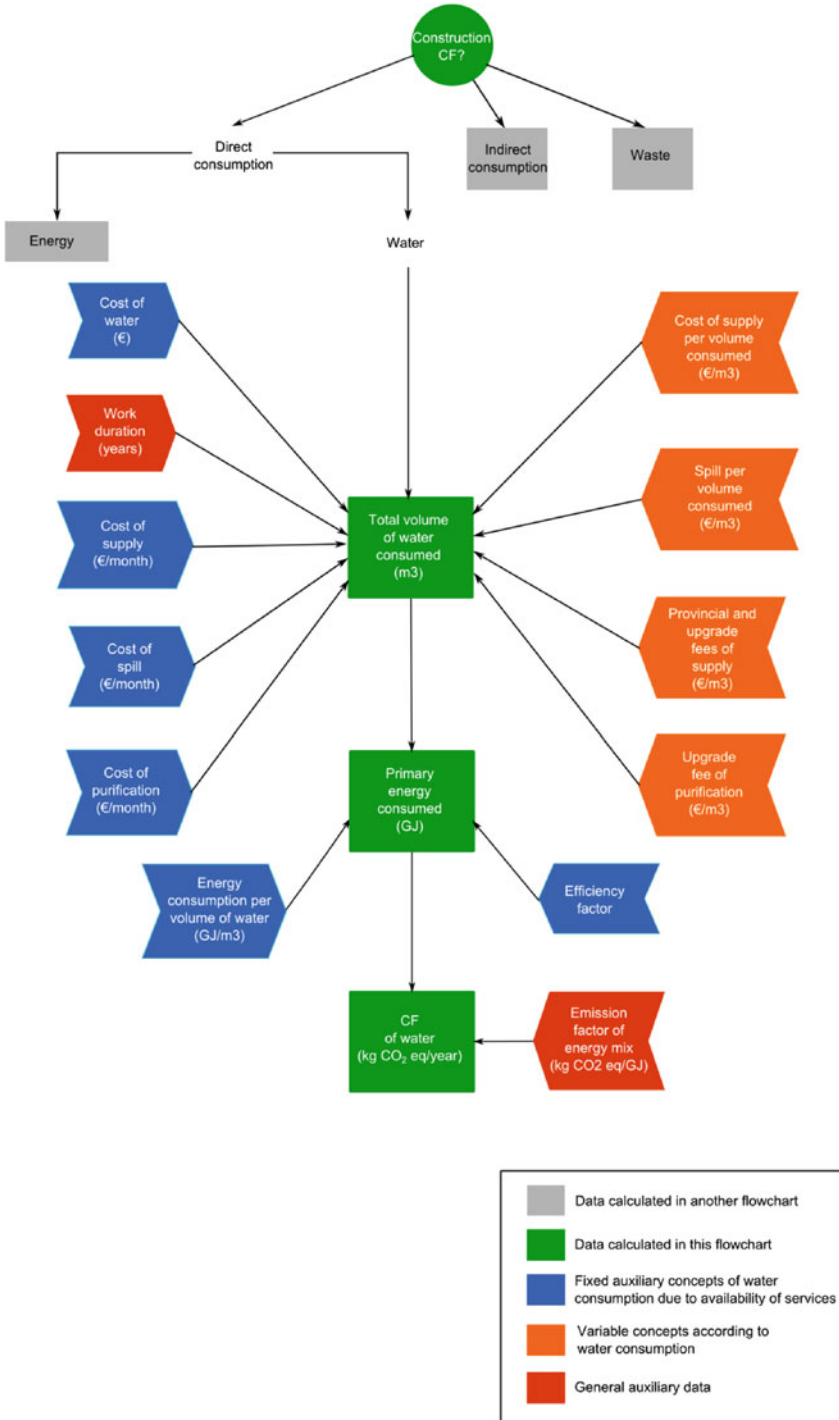 Construction
CF?
Direct
consumption
Indirect
consumption
Waste
Energy
Water
Cost of
water
(€)
Cost of supply
per volume
consumed
(€/m3)
Work
duration
(years)
Spill per
volume
consumed
(€/m3)
Cost of
supply
(€/month)
Total volume
of water
consumed
(m3)
Cost of
spill
(€/month)
Provincial and
upgrade
fees of
supply
(€/m3)
Cost of
purification
(€/month)
Primary
energy
consumed
(GJ)
Upgrade
fee of
purification
(€/m3)
Energy
consumption per
volume of water
(GJ/m3)
Efficiency
factor
CF
of water
(kg CO₂ eq/year)
Emission
factor of
energy mix
(kg CO2 eq/GJ)
Data calculated in another flowchart
Data calculated in this flowchart
Fixed auxiliary concepts of water
consumption due to availability of services
Variable concepts according to
water consumption
General auxiliary data